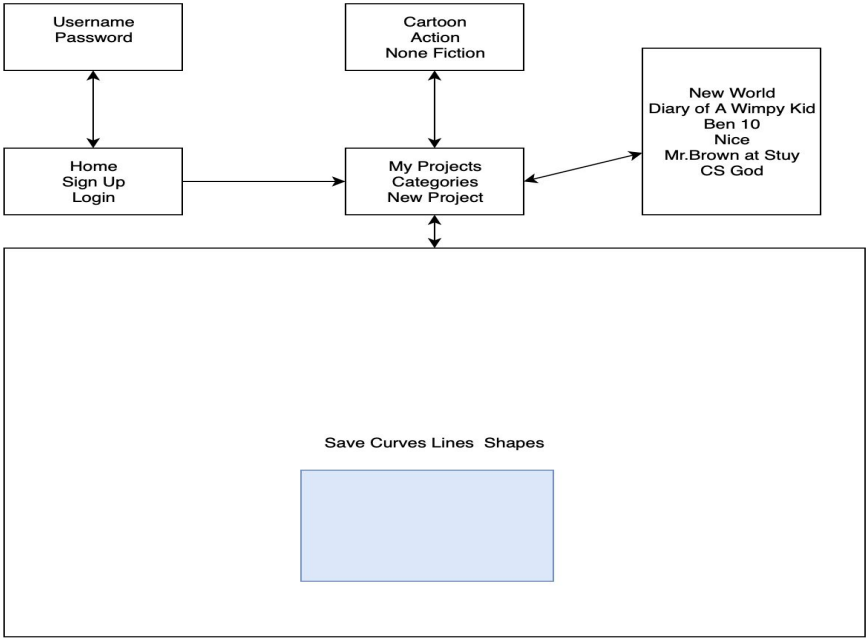 Username
Password
Cartoon
Action
None Fiction
New World
Diary of A Wimpy Kid
Ben 10
Nice
Mr.Brown at Stuy
CS God
Home
Sign Up
Login
My Projects
Categories
New Project
Save Curves Lines  Shapes